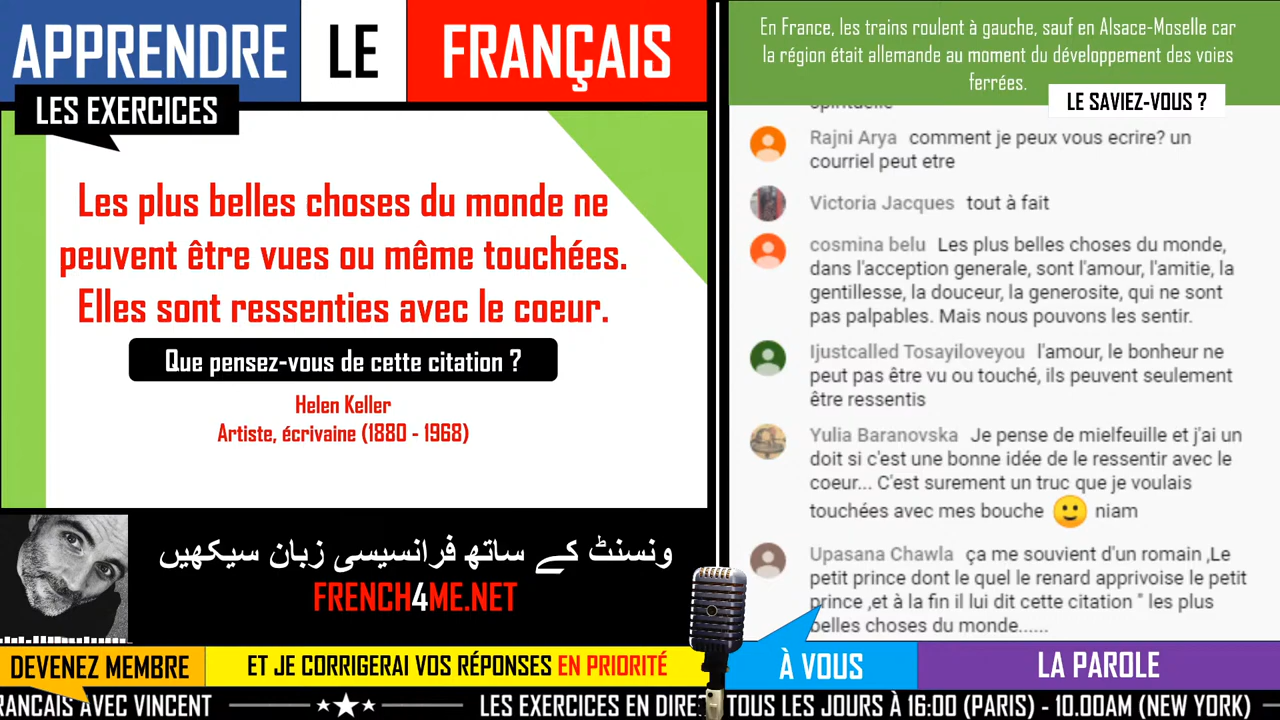 APPRENDRE LE FRANÇAIS
LES EXERCICES
Les plus belles choses du monde ne
peuvent être vues ou même touchées.
Elles sont ressenties avec le coeur.
Que pensez-vous de cette citation ?
Helen Keller
Artiste, écrivaine (1880 - 1968)
ونسنٹ کے ساتھ فرانسیسی زبان سیکھیں
FRENCH4ME.NET
En France, les trains roulent à gauche, sauf en Alsace-Moselle car
la région était allemande au moment du développement des voies
ferrées.
LE SAVIEZ-VOUS ?
spirituelle
Rajni Arya comment je peux vous ecrire? un
courriel peut etre
Victoria Jacques tout à fait
cosmina belu Les plus belles choses du monde,
dans l'acception generale, sont l'amour, l'amitie, la
gentillesse, la douceur, la generosite, qui ne sont
pas palpables. Mais nous pouvons les sentir.
Ijustcalled Tosayiloveyou l'amour, le bonheur ne
peut pas être vu ou touché, ils peuvent seulement
être ressentis
Yulia Baranovska Je pense de mielfeuille et j'ai un
doit si c'est une bonne idée de le ressentir avec le
coeur... C'est surement un truc que je voulais
touchées avec mes bouche 🙂 niam
Upasana Chawla ça me souvient d'un romain ,Le
petit prince dont le quel le renard apprivoise le petit
prince ,et à la fin il lui dit cette citation " les plus
belles choses du monde......
DEVENEZ MEMBRE
ET JE CORRIGERAI VOS RÉPONSES EN PRIORITÉ
À VOUS
LA PAROLE
RANCAIS AVEC VINCENT
LES EXERCICES EN DIRECT TOUS LES JOURS À 16:00 (PARIS) - 10.00AM (NEW YORK)